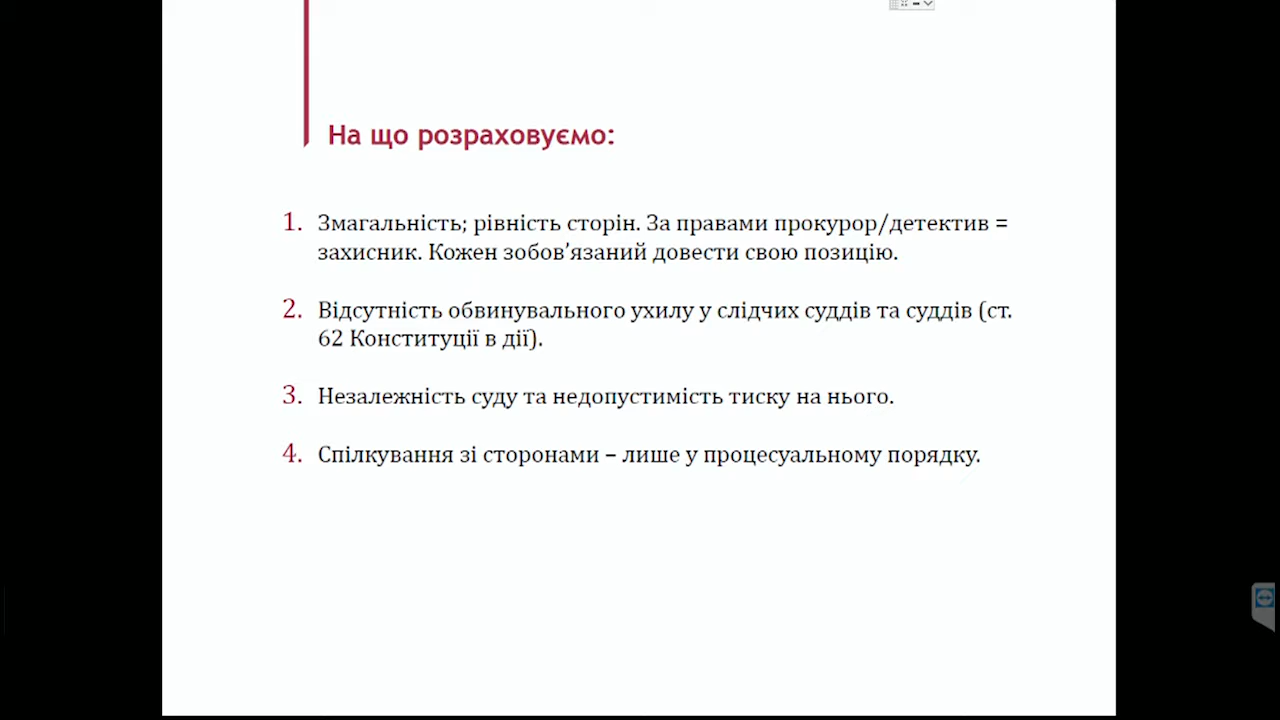 На що розраховуємо:
1. Змагальність; рівність сторін. За правами прокурор/детектив =
захисник. Кожен зобов’язаний довести свою позицію.
2. Відсутність обвинувального ухилу у слідчих суддів та суддів (ст.
62 Конституції в дії).
3. Незалежність суду та недопустимість тиску на нього.
4. Спілкування зі сторонами – лише у процесуальному порядку.